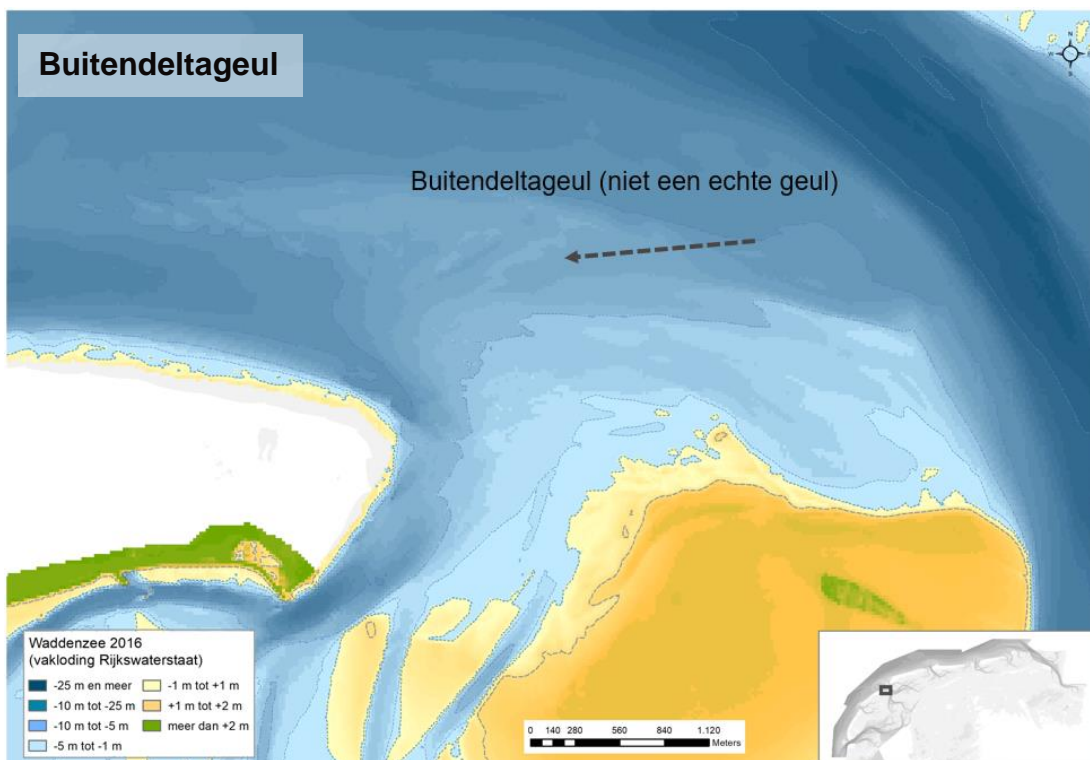 Buitendeltageul
N
W
S
Buitendeltageul (niet een echte geul)
Waddenzee 2016
(vakloding Rijkswaterstaat)
-25 m en meer
-10 m tot -25 m
-10 m tot -5 m
-5 m tot -1 m
-1 m tot +1 m
+1 m tot +2 m
meer dan +2 m
0 140 280 560 840 1.120
Meters